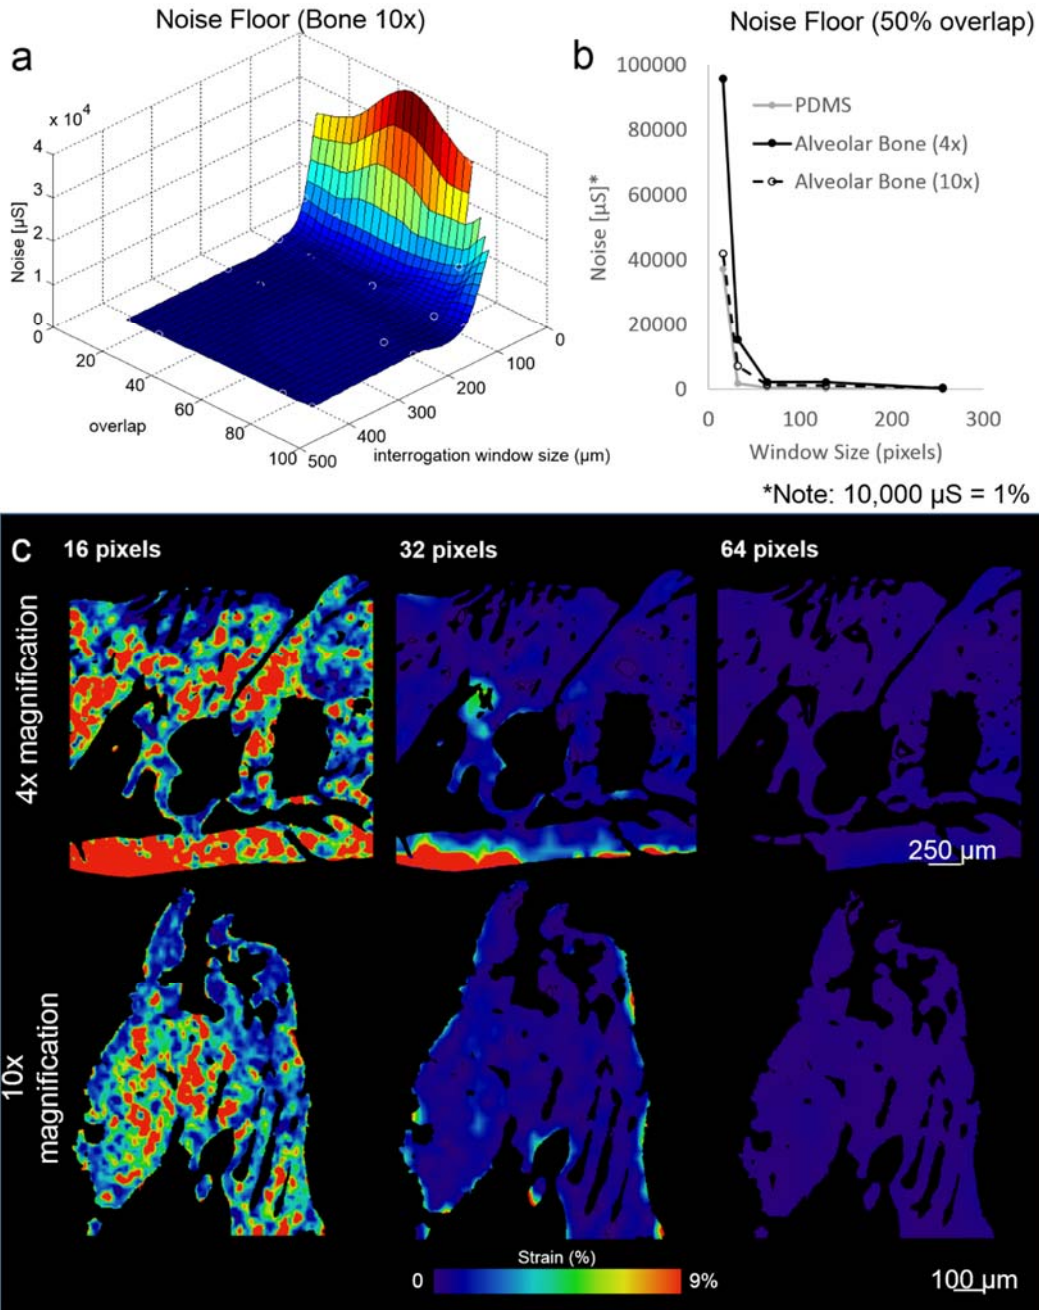 Noise Floor (Bone 10x)
a
x 10^4
4
3
2
1
0
Noise [µS]
0
20
40
60
80
100
overlap
500
400
300
200
100
0
interrogation window size (µm)
Noise Floor (50% overlap)
b
100000
80000
60000
40000
20000
0
Noise [µS]*
PDMS
Alveolar Bone (4x)
Alveolar Bone (10x)
0
100
200
300
Window Size (pixels)
*Note: 10,000 µS = 1%
c
16 pixels
32 pixels
64 pixels
4x magnification
250 µm
10x
magnification
Strain (%)
0
9%
100 µm